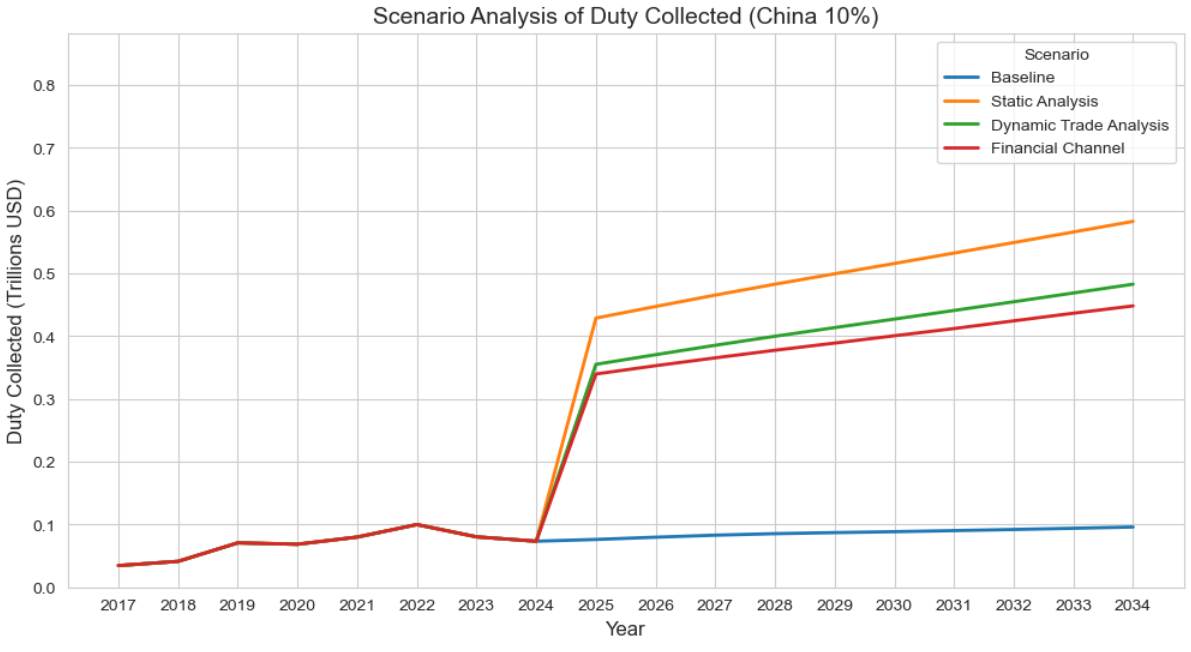 Scenario Analysis of Duty Collected (China 10%)
Scenario
Baseline
Static Analysis
Dynamic Trade Analysis
Financial Channel
Duty Collected (Trillions USD)
0.8
0.7
0.6
0.5
0.4
0.3
0.2
0.1
0.0
2017 2018 2019 2020 2021 2022 2023 2024 2025 2026 2027 2028 2029 2030 2031 2032 2033 2034
Year